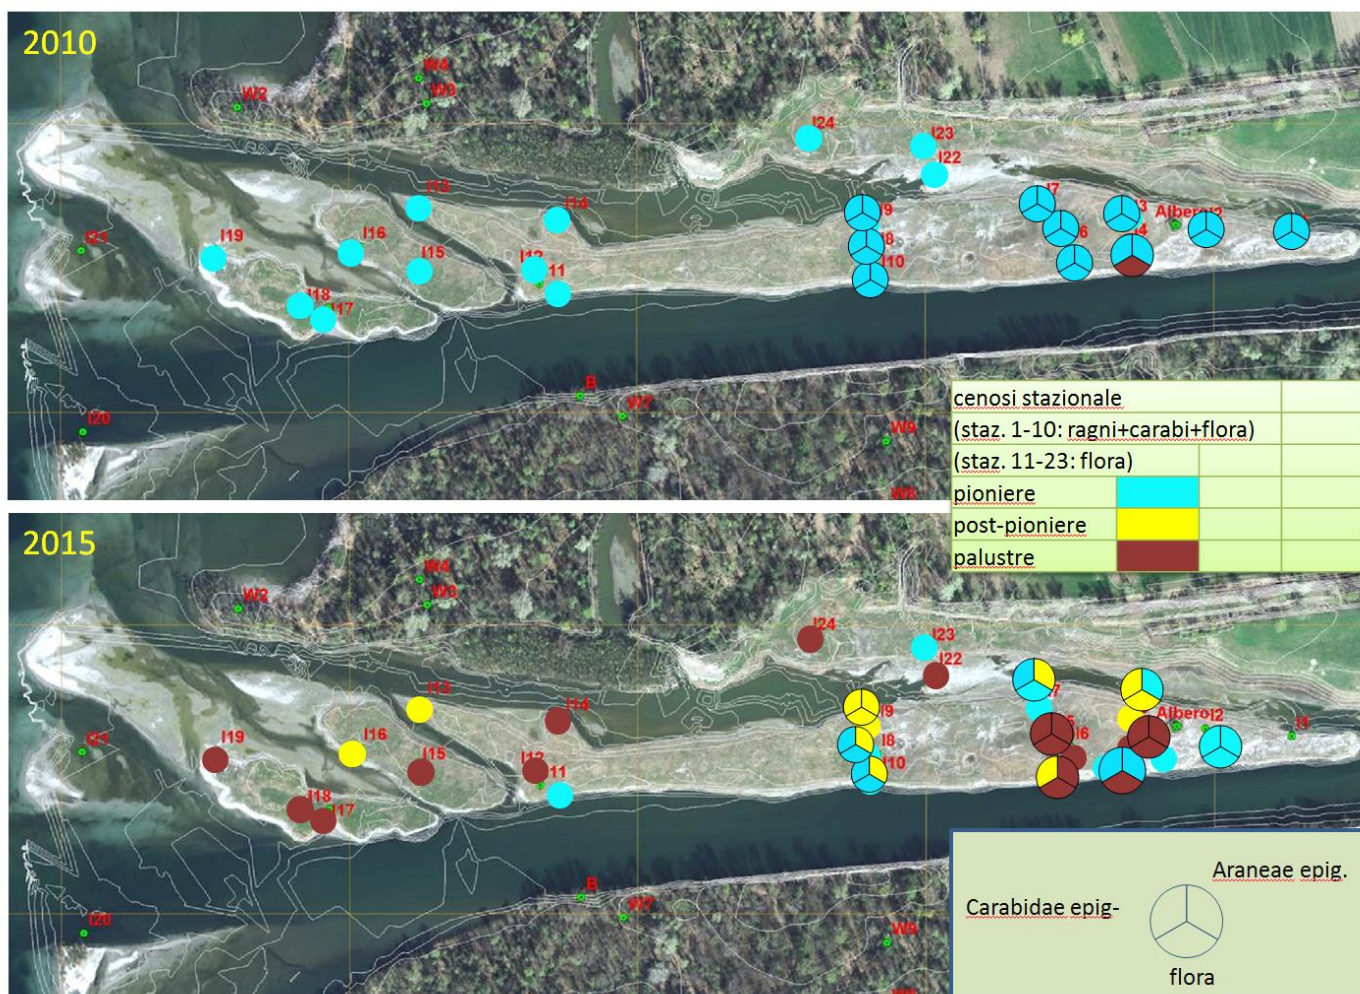 2010
W4
W2
W3
I24
I23
I22
I13
I14
I7
I9
I3
Albero
I2
I21
I19
I16
I15
I12
I11
I8
I6
I4
I10
I18
I17
B
W7
I20
W9
W8
cenosi stazionale
(staz. 1-10: ragni+carabi+flora)
(staz. 11-23: flora)
pioniere
post-pioniere
palustre
2015
W4
W2
W3
I24
I23
I22
I13
I14
I9
Albero
I2
I1
I21
I19
I16
I15
I12
I11
I8
I6
I10
I18
I17
B
W7
I20
W9
Araneae epig.
Carabidae epig-
flora